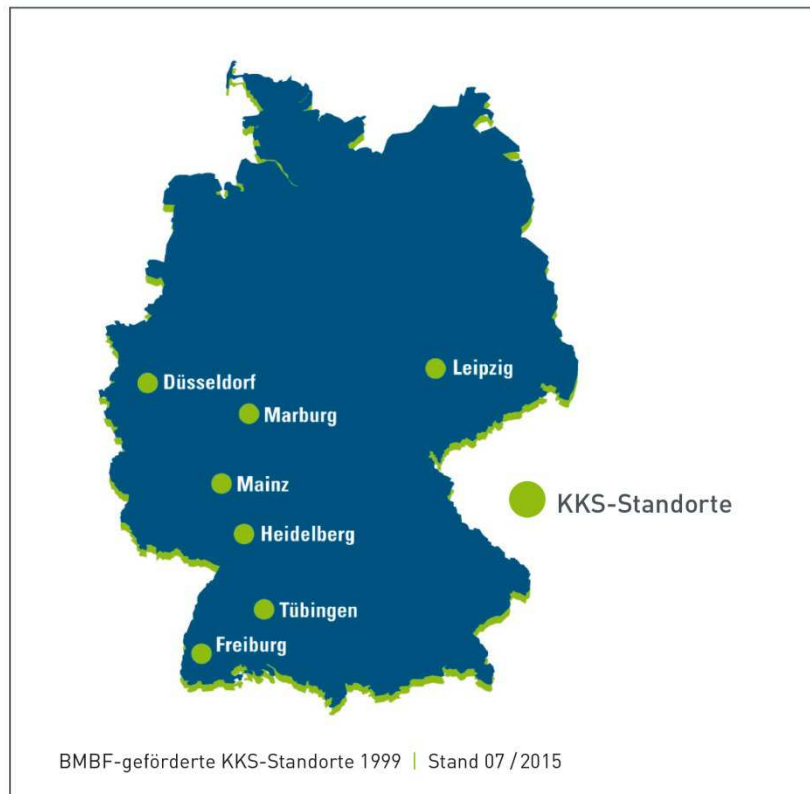 Leipzig
Düsseldorf
Marburg
Mainz
KKS-Standorte
Heidelberg
Tübingen
Freiburg
BMBF-geförderte KKS-Standorte 1999 | Stand 07/2015